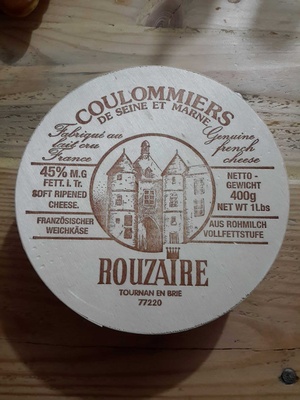 COULOMMIERS
DE SEINE ET MARNE
Fabriqué au
lait cru
France
Genuine
french
cheese
45% M.G
FETT. I. Tr.
SOFT RIPENED
CHEESE.
NETTO -
GEWICHT
400g
NET WT 1Lbs
FRANZÖSISCHER
WEICHKÄSE
AUS ROHMILCH
VOLLFETTSTUFE
ROUZAIRE
TOURNAN EN BRIE
77220